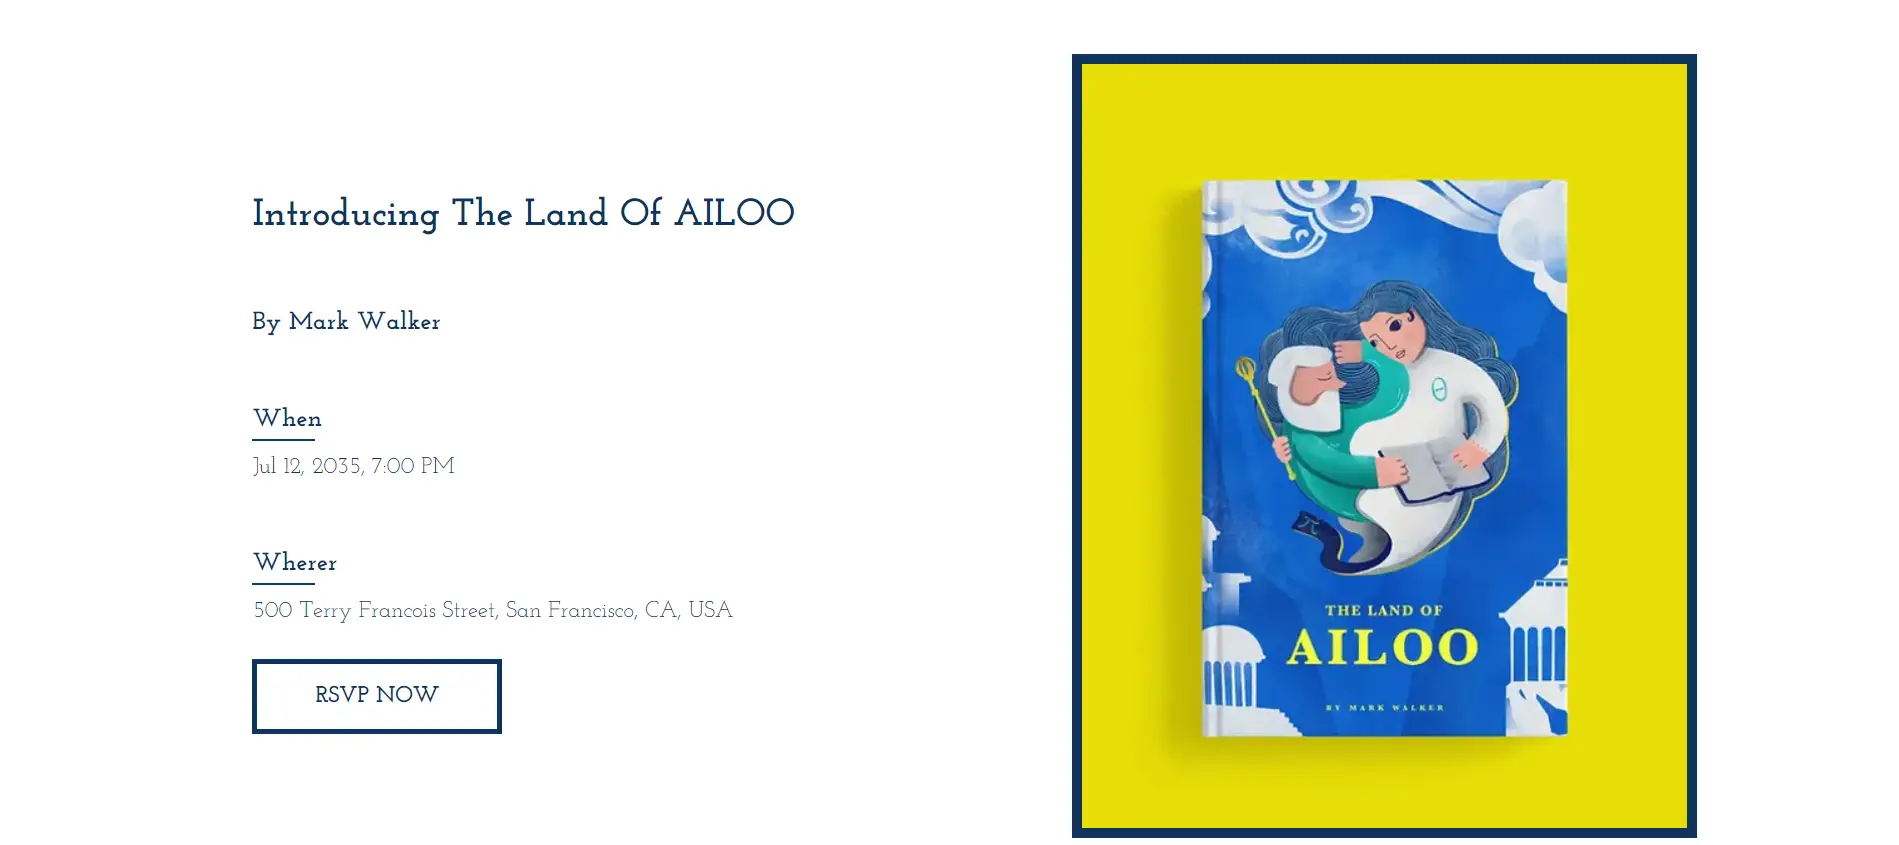 Introducing The Land Of AILOO
By Mark Walker
When
Jul 12, 2035, 7:00 PM
Wherer
500 Terry Francois Street, San Francisco, CA, USA
RSVP NOW
θ
π
THE LAND OF
AILOO
BY MARK WALKER